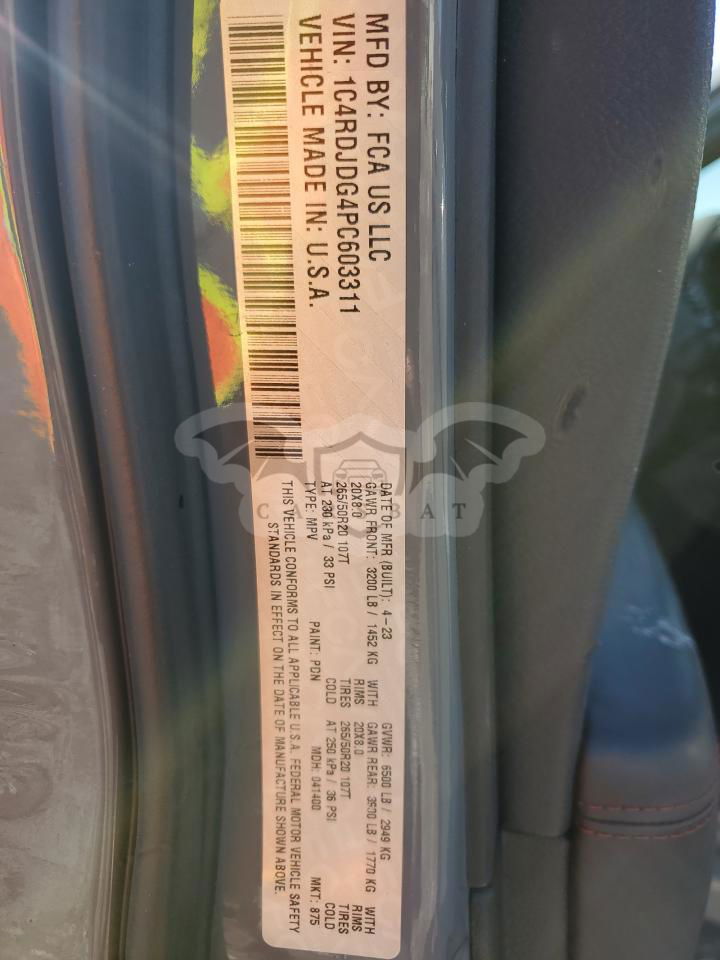 MFD BY: FCA US LLC
VIN: 1C4RDJDG4PC603311
VEHICLE MADE IN: U.S.A.
DATE OF MFR (BUILT): 4-23 GVWR: 6500 LB / 2949 KG
GAWR FRONT: 3200 LB / 1452 KG WITH GAWR REAR: 3900 LB / 1770 KG WITH
20X8.0 RIMS 20X8.0 RIMS
265/50R20 107T TIRES 265/50R20 107T TIRES
AT 230 kPa / 33 PSI COLD AT 250 kPa / 36 PSI COLD
TYPE: MPV PAINT: PDN MDH: 041400 MKT: 875
THIS VEHICLE CONFORMS TO ALL APPLICABLE U.S.A. FEDERAL MOTOR VEHICLE SAFETY
STANDARDS IN EFFECT ON THE DATE OF MANUFACTURE SHOWN ABOVE.